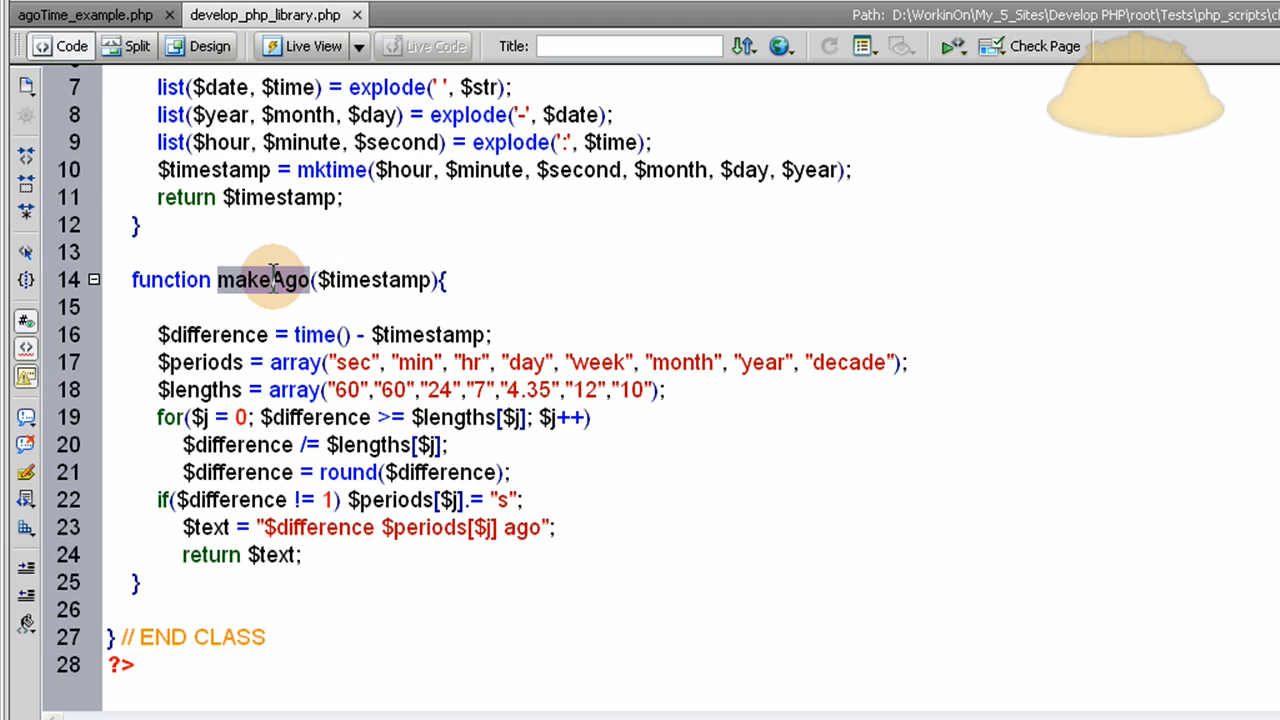 agoTime_example.php × develop_php_library.php ×
Path: D:\WorkinOn\My_5_Sites\Develop PHP\root\Tests\php_scripts\cl
Code Split Design Live View Live Code Title: Check Page
7 list($date, $time) = explode(' ', $str);
8 list($year, $month, $day) = explode('-', $date);
9 list($hour, $minute, $second) = explode(':', $time);
10 $timestamp = mktime($hour, $minute, $second, $month, $day, $year);
11 return $timestamp;
12 }
13
14 function makeAgo($timestamp){
15
16 $difference = time() - $timestamp;
17 $periods = array("sec", "min", "hr", "day", "week", "month", "year", "decade");
18 $lengths = array("60","60","24","7","4.35","12","10");
19 for($j = 0; $difference >= $lengths[$j]; $j++)
20 $difference /= $lengths[$j];
21 $difference = round($difference);
22 if($difference != 1) $periods[$j].= "s";
23 $text = "$difference $periods[$j] ago";
24 return $text;
25 }
26
27 } // END CLASS
28 ?>